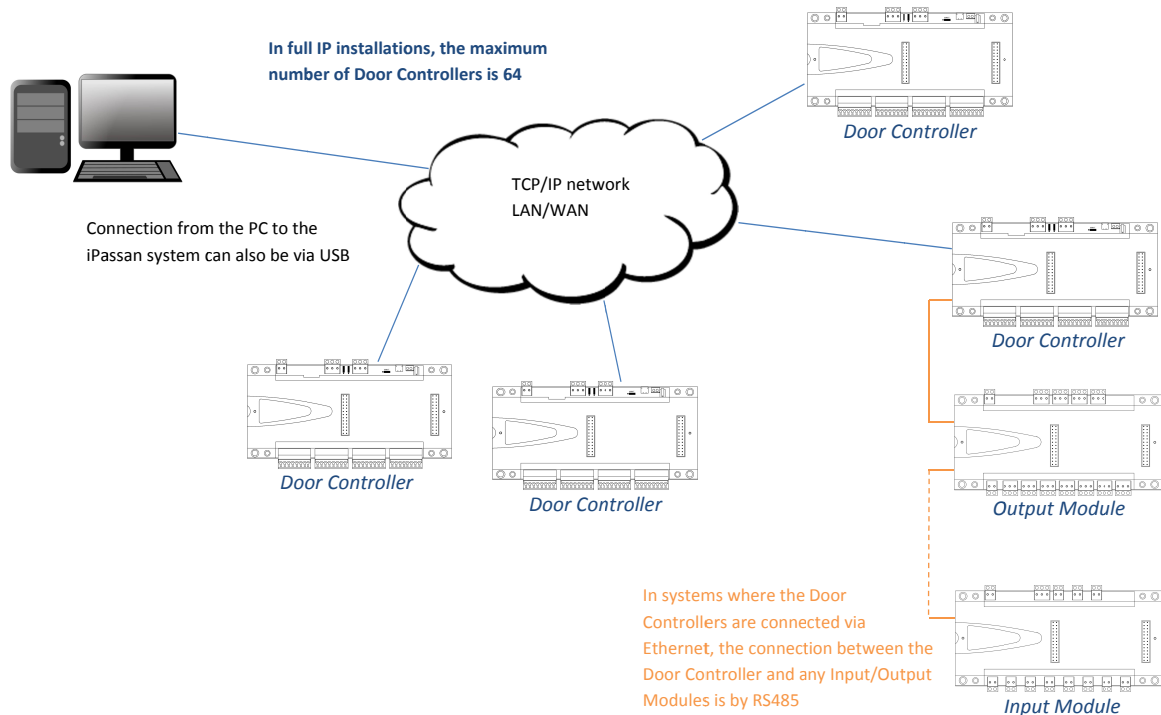 In full IP installations, the maximum
number of Door Controllers is 64
Door Controller
TCP/IP network
LAN/WAN
Connection from the PC to the
iPassan system can also be via USB
Door Controller
Door Controller
Door Controller
Output Module
In systems where the Door
Controllers are connected via
Ethernet, the connection between the
Door Controller and any Input/Output
Modules is by RS485
Input Module